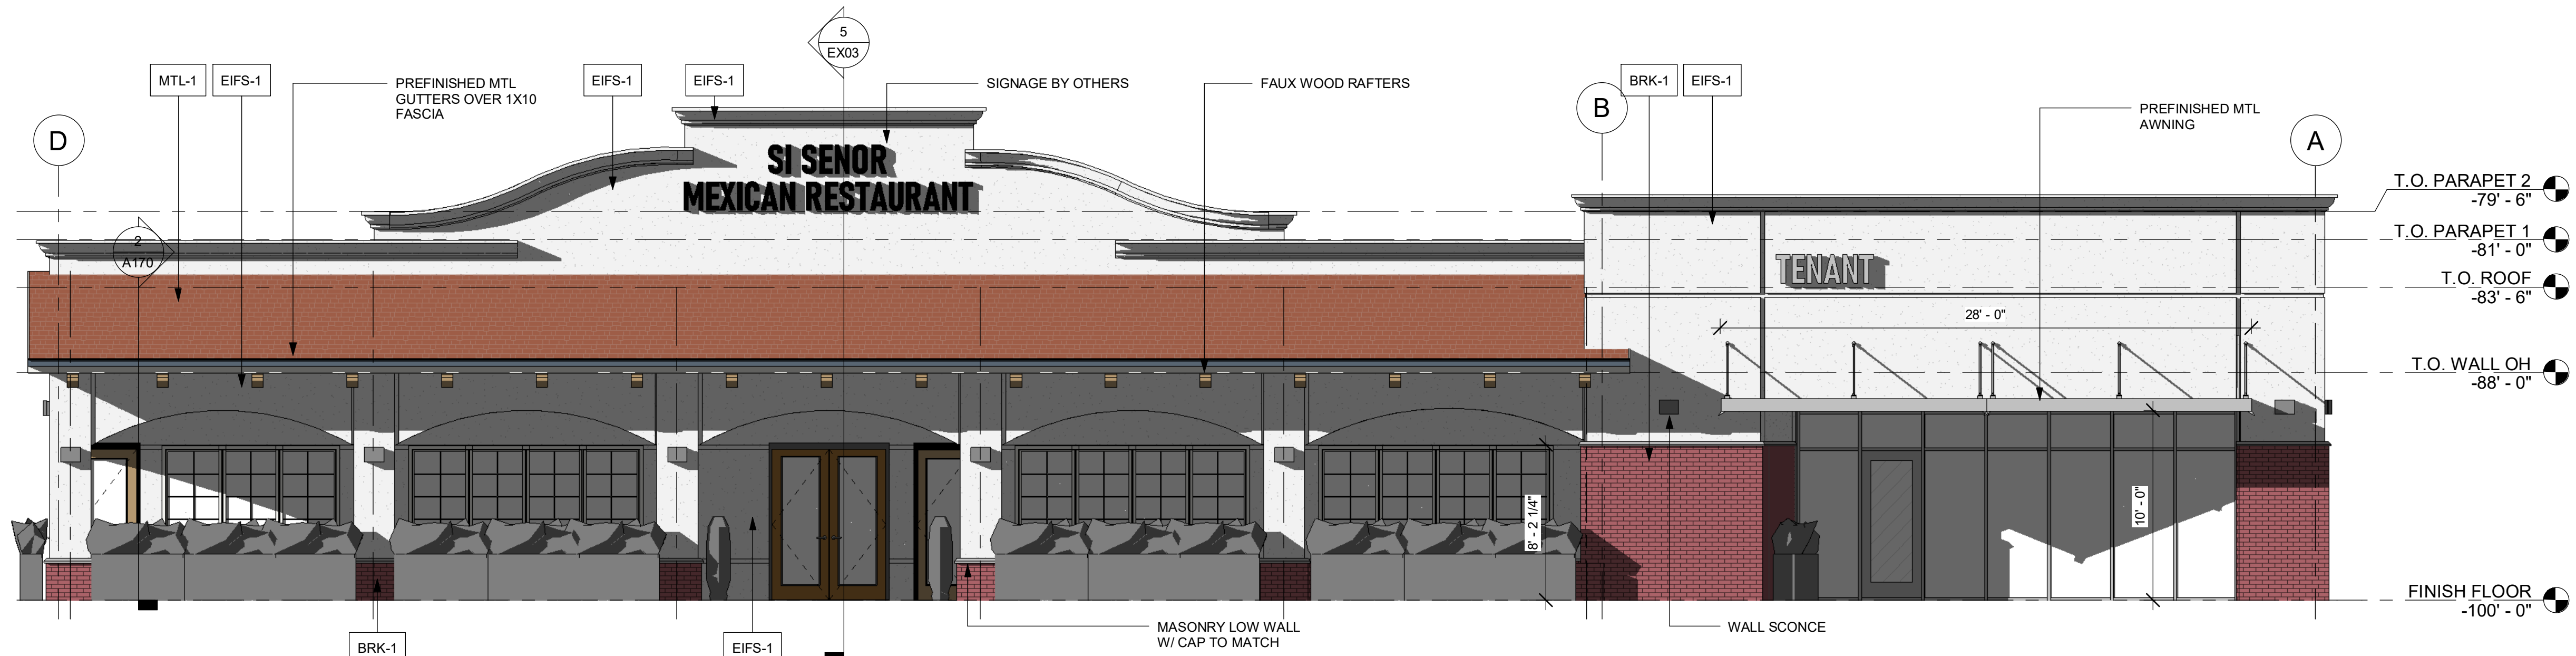 5
EX03
MTL-1
EIFS-1
PREFINISHED MTL
GUTTERS OVER 1X10
FASCIA
EIFS-1
EIFS-1
SIGNAGE BY OTHERS
FAUX WOOD RAFTERS
BRK-1
EIFS-1
PREFINISHED MTL
AWNING
D
B
A
SI SENOR
MEXICAN RESTAURANT
T.O. PARAPET 2
-79' - 6"
T.O. PARAPET 1
-81' - 0"
2
A170
TENANT
T.O. ROOF
-83' - 6"
28' - 0"
T.O. WALL OH
-88' - 0"
8' - 2 1/4"
10' - 0"
FINISH FLOOR
-100' - 0"
BRK-1
EIFS-1
MASONRY LOW WALL
W/ CAP TO MATCH
WALL SCONCE